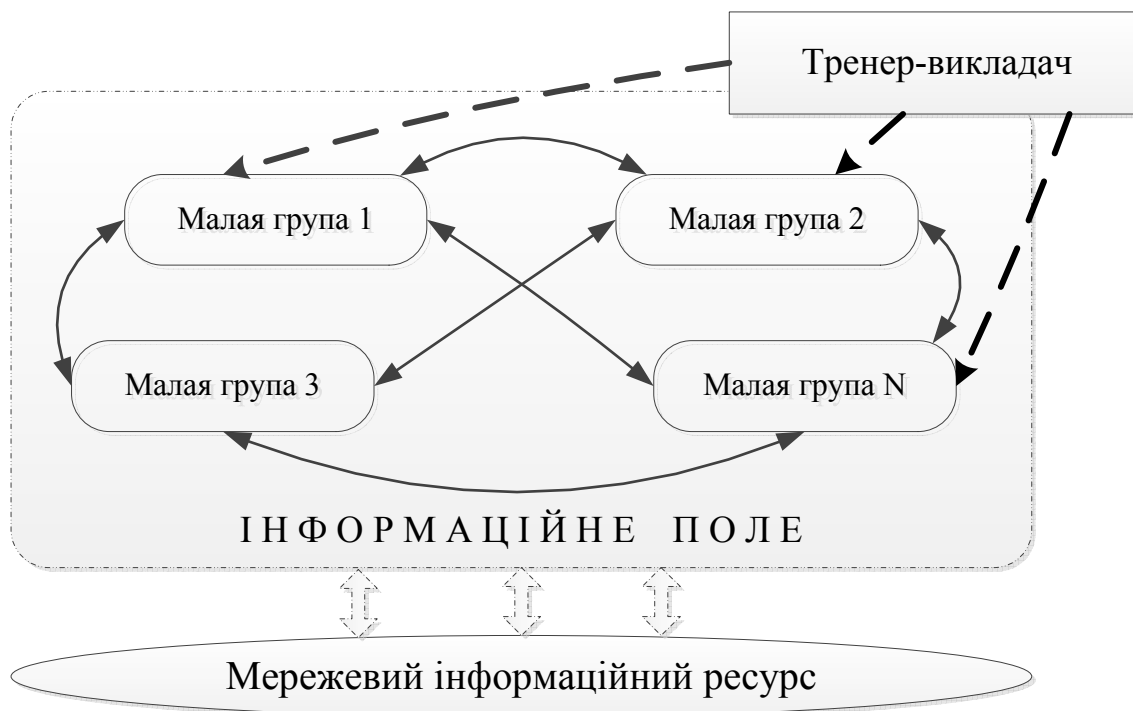 Тренер-викладач
Малая група 1
Малая група 2
Малая група 3
Малая група N
ІНФОРМАЦІЙНЕ ПОЛЕ
Мережевий інформаційний ресурс